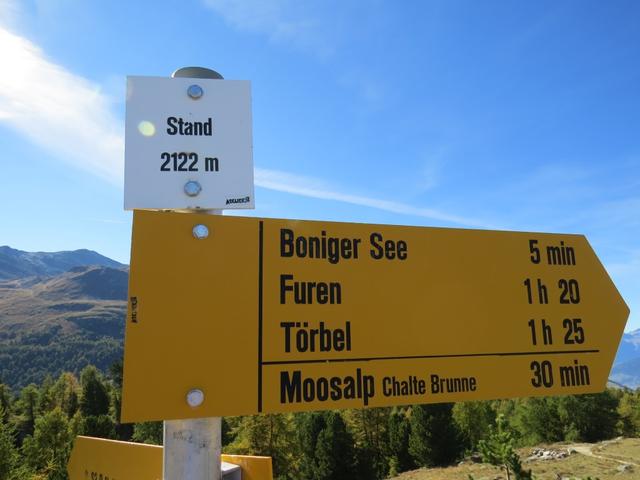 Stand
2122 m
Boniger See 5 min
Furen 1 h 20
Törbel 1 h 25
Moosalp Chalte Brunne 30 min